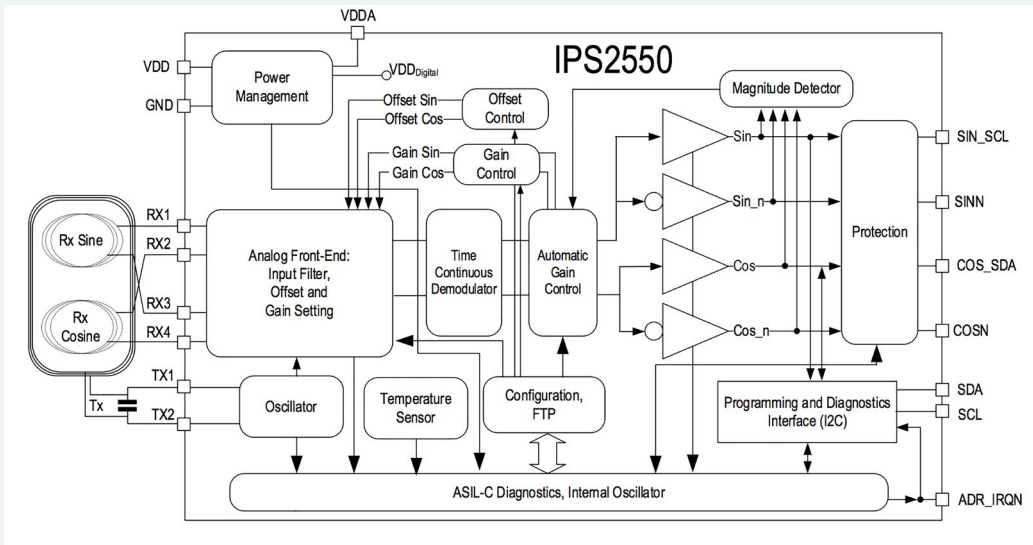 VDDA
IPS2550
VDD
GND
Power
Management
VDDDigital
Offset Sin
Offset Cos
Offset
Control
Magnitude Detector
Gain Sin
Gain Cos
Gain
Control
Sin
Sin_n
Cos
Cos_n
Protection
SIN_SCL
SINN
COS_SDA
COSN
Rx Sine
Rx
Cosine
RX1
RX2
RX3
RX4
Analog Front-End:
Input Filter,
Offset and
Gain Setting
Time
Continuous
Demodulator
Automatic
Gain
Control
TX1
Tx
TX2
Oscillator
Temperature
Sensor
Configuration,
FTP
Programming and Diagnostics
Interface (I2C)
SDA
SCL
ASIL-C Diagnostics, Internal Oscillator
ADR_IRQN